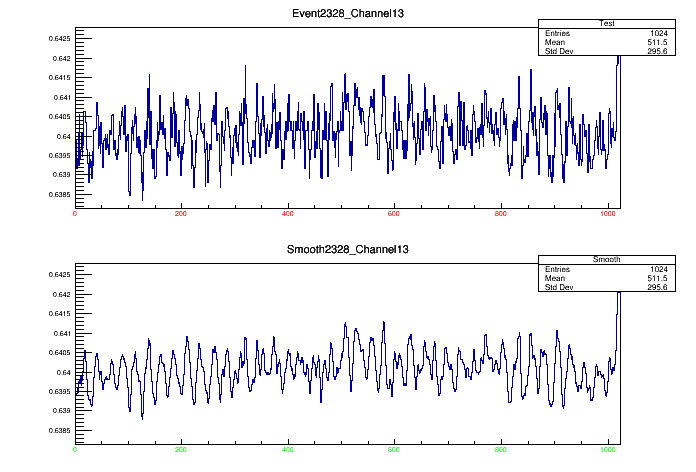 Event2328_Channel13
Test
Entries 1024
Mean 511.5
Std Dev 295.6
0.6425
0.642
0.6415
0.641
0.6405
0.64
0.6395
0.639
0.6385
0 200 400 600 800 1000
Smooth2328_Channel13
Smooth
Entries 1024
Mean 511.5
Std Dev 295.6
0.6425
0.642
0.6415
0.641
0.6405
0.64
0.6395
0.639
0.6385
0 200 400 600 800 1000